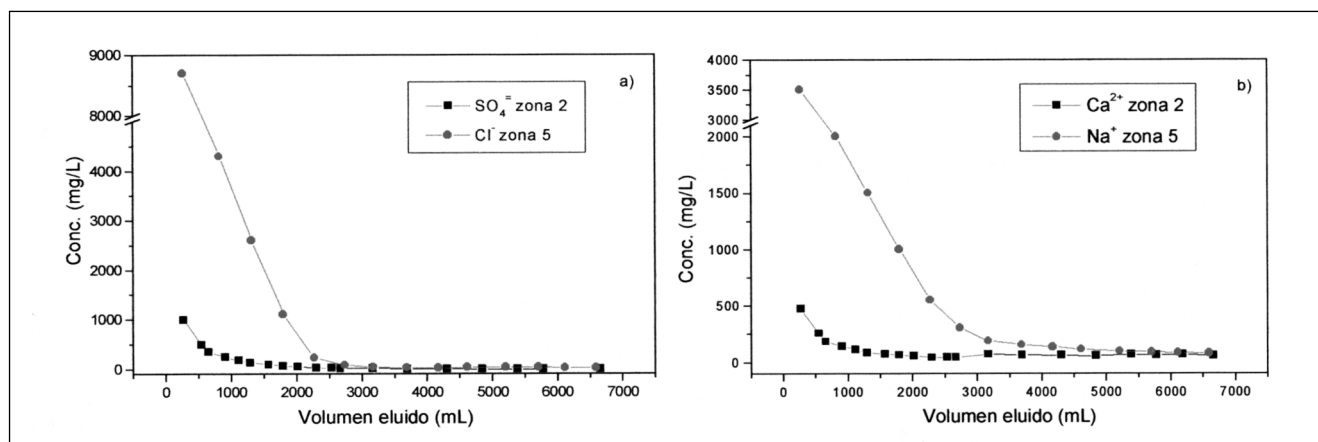 9000
8000
4000
3000
2000
1000
0
Conc. (mg/L)
a)
SO₄⁼ zona 2
Cl⁻ zona 5
0 1000 2000 3000 4000 5000 6000 7000
Volumen eluido (mL)
4000
3500
3000
2000
1500
1000
500
0
Conc. (mg/L)
b)
Ca²⁺ zona 2
Na⁺ zona 5
0 1000 2000 3000 4000 5000 6000 7000
Volumen eluido (mL)